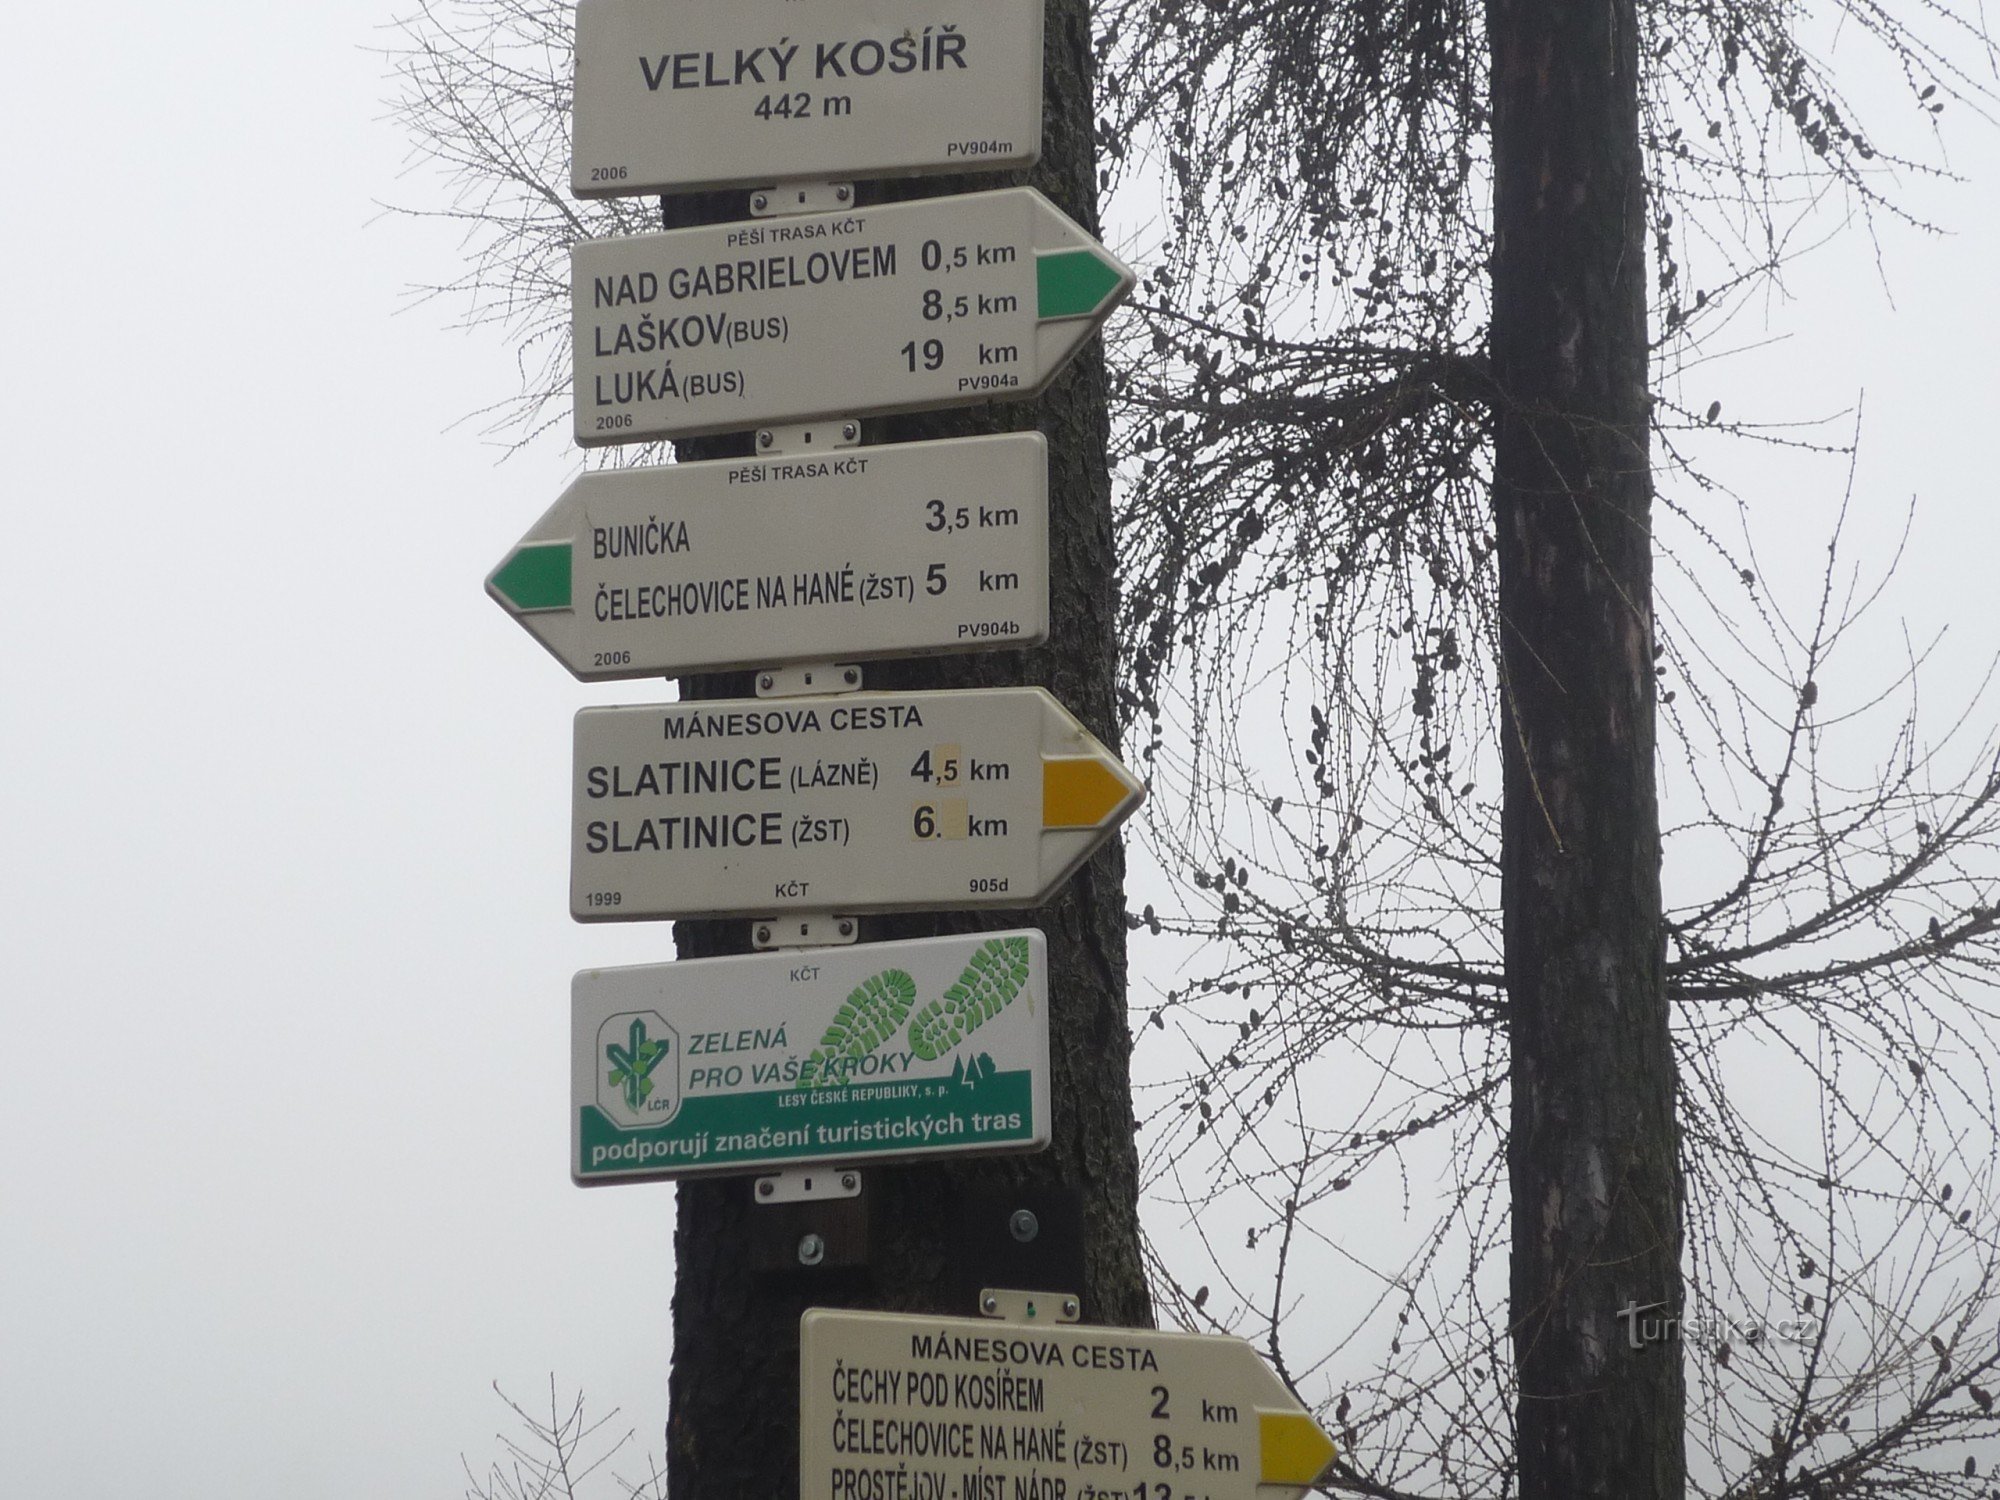 VELKÝ KOSÍŘ
442 m
2006 PV904m
PĚŠÍ TRASA KČT
NAD GABRIELOVEM 0,5 km
LAŠKOV (BUS) 8,5 km
LUKÁ (BUS) 19 km
2006 PV904a
PĚŠÍ TRASA KČT
BUNIČKA 3,5 km
ČELECHOVICE NA HANÉ (ŽST) 5 km
2006 PV904b
MÁNESOVA CESTA
SLATINICE (LÁZNĚ) 4,5 km
SLATINICE (ŽST) 6. km
1999 KČT 905d
KČT
ZELENÁ
PRO VAŠE KROKY
LČR
LESY ČESKÉ REPUBLIKY, s. p.
podporují značení turistických tras
MÁNESOVA CESTA
ČECHY POD KOSÍŘEM 2 km
ČELECHOVICE NA HANÉ (ŽST) 8,5 km
PROSTĚJOV - MÍST. NÁDR. (ŽST)
Turistika.cz